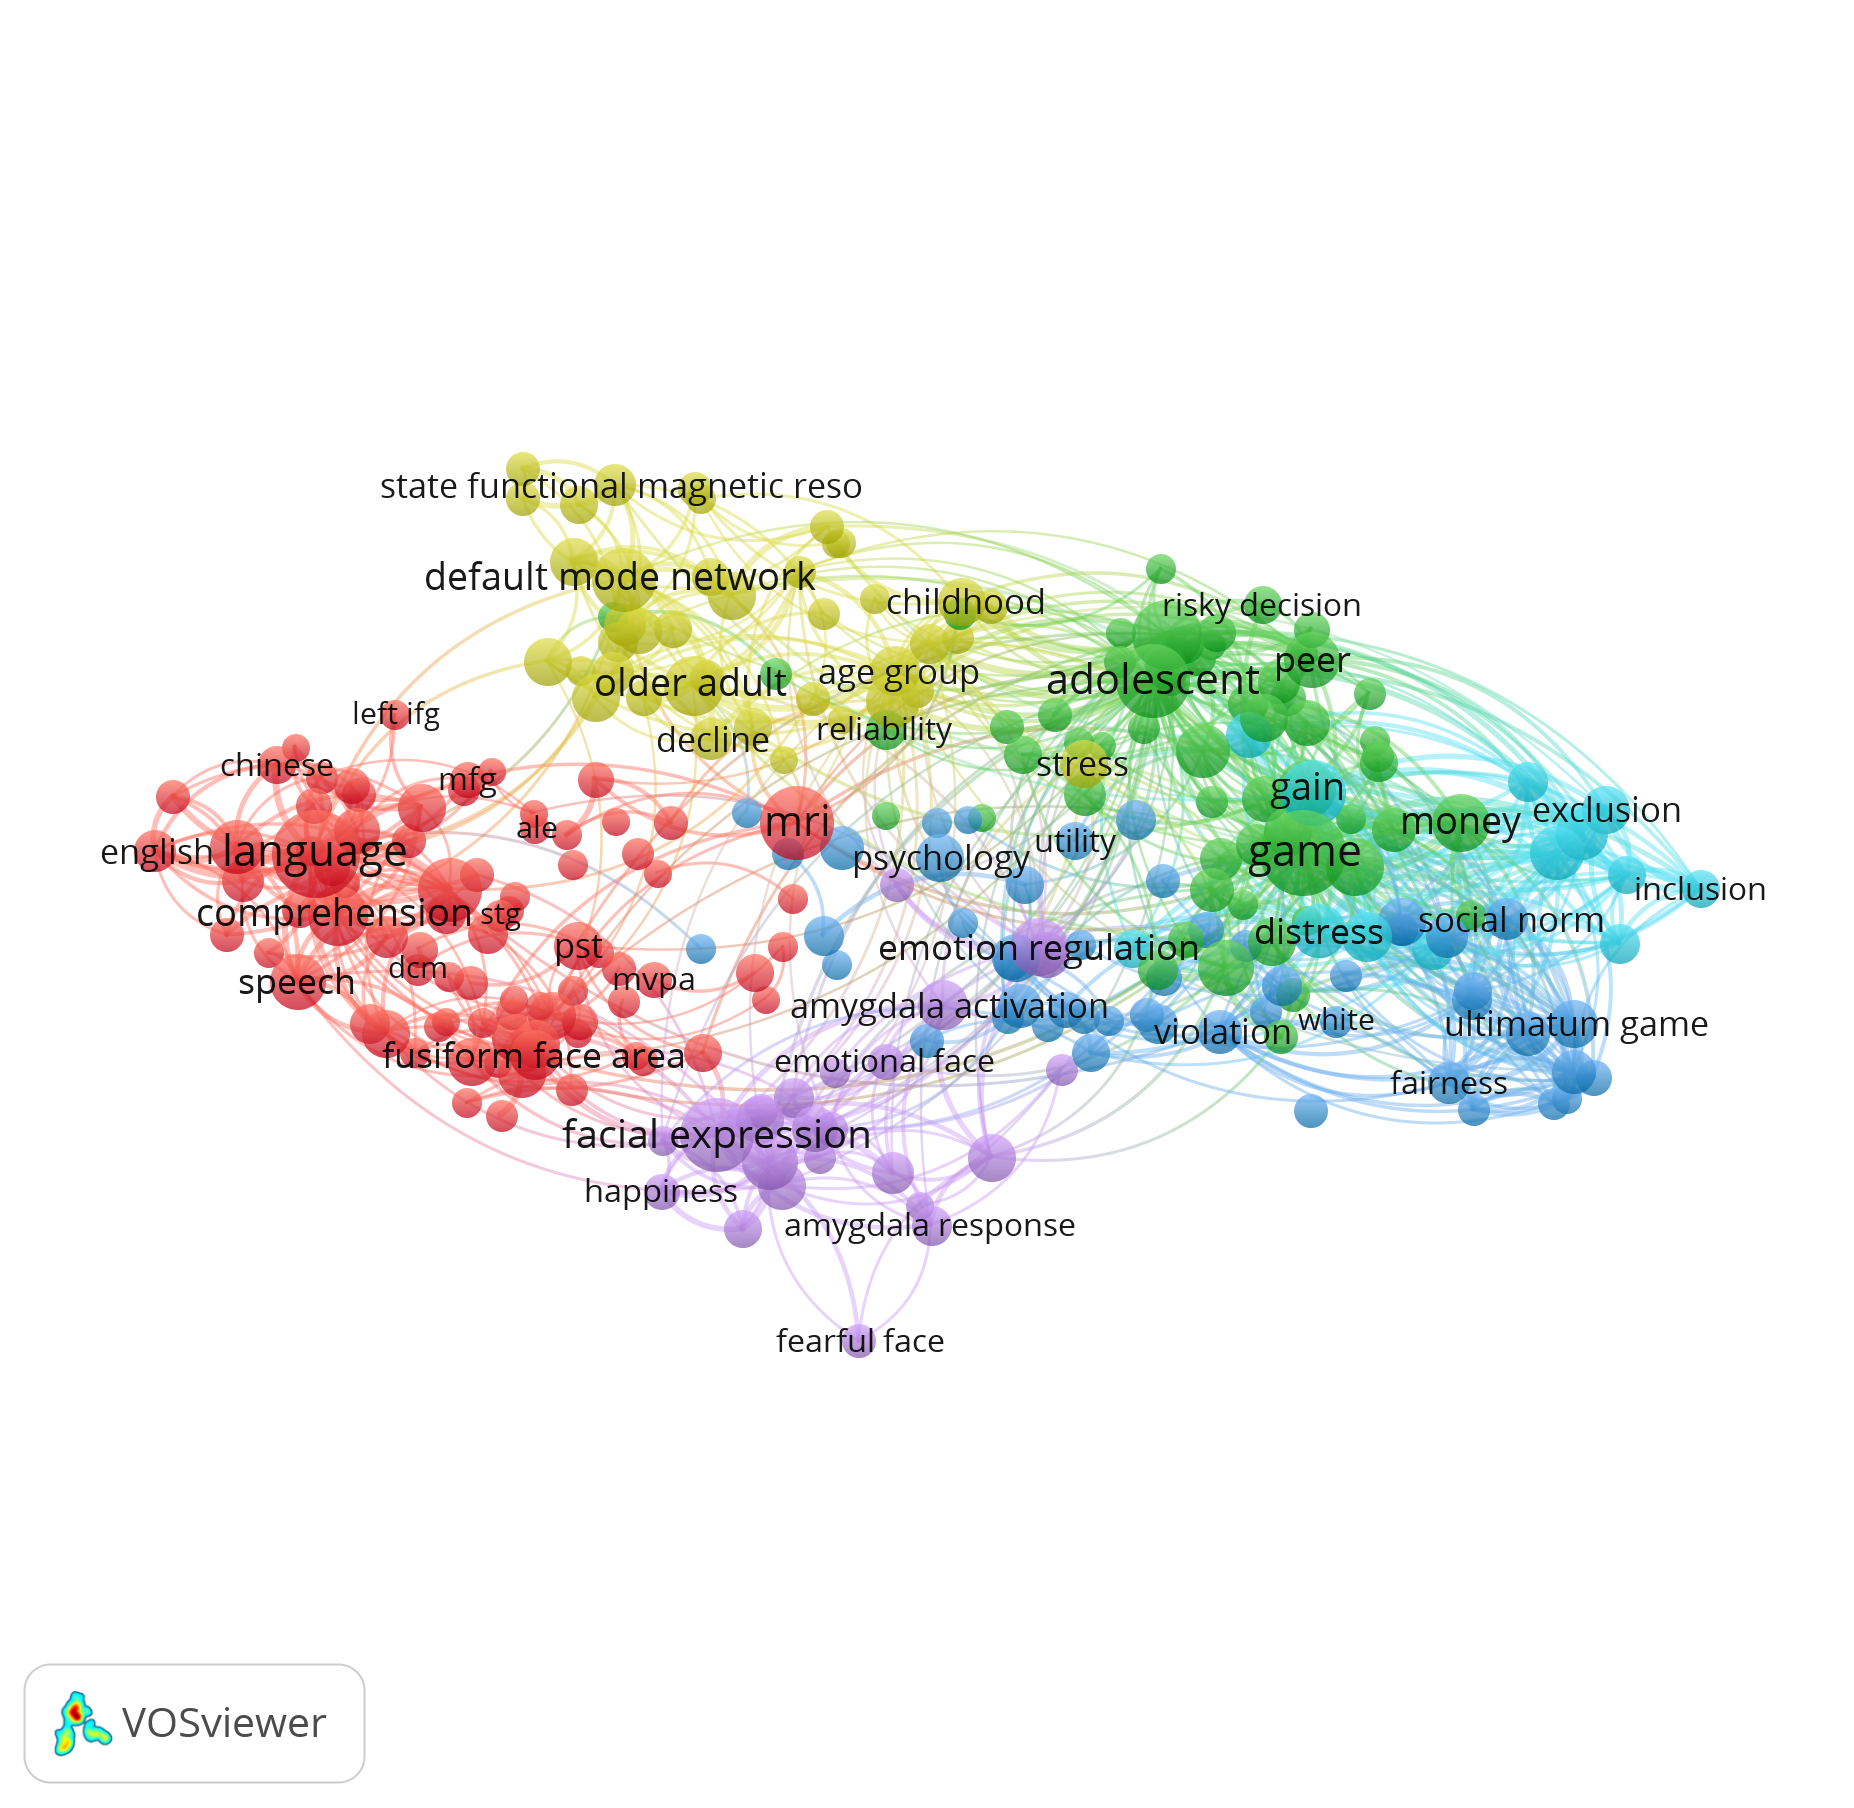 state functional magnetic reso
default mode network
childhood
risky decision
older adult
age group
adolescent
peer
left ifg
decline
reliability
chinese
mfg
stress
gain
ale
mri
utility
money
exclusion
english
language
psychology
game
inclusion
comprehension
stg
pst
emotion regulation
distress
social norm
speech
dcm
mvpa
amygdala activation
violation
white
ultimatum game
fusiform face area
emotional face
fairness
facial expression
happiness
amygdala response
fearful face
VOSviewer